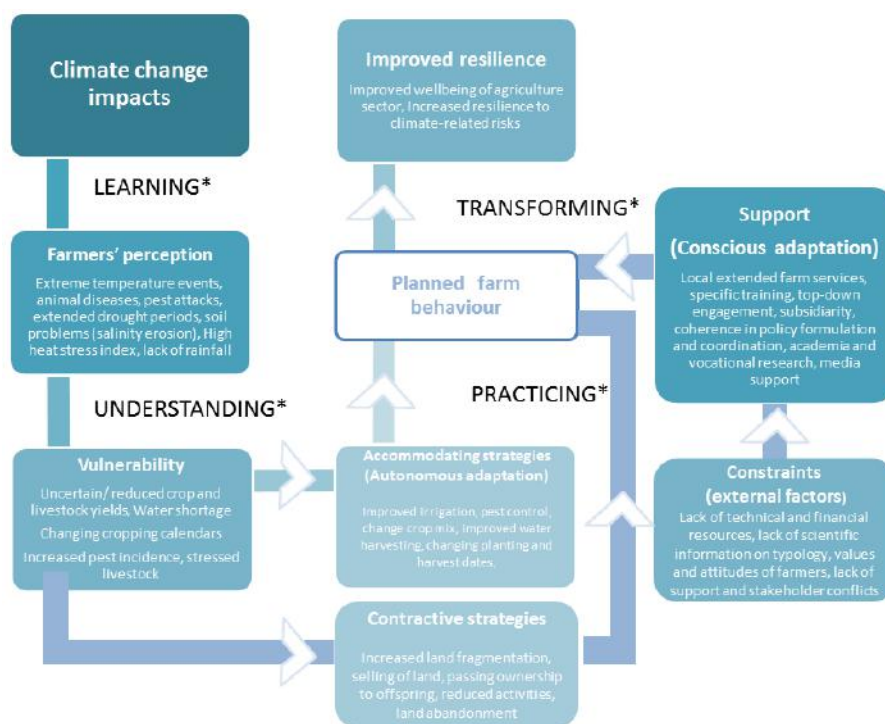 Climate change
impacts
LEARNING*
Farmers' perception
Extreme temperature events,
animal diseases, pest attacks,
extended drought periods, soil
problems (salinity erosion), High
heat stress index, lack of rainfall
UNDERSTANDING*
Vulnerability
Uncertain/ reduced crop and
livestock yields, Water shortage
Changing cropping calendars
Increased pest incidence, stressed
livestock
Improved resilience
Improved wellbeing of agriculture
sector, Increased resilience to
climate-related risks
TRANSFORMING*
Planned farm
behaviour
PRACTICING*
Accommodating strategies
(Autonomous adaptation)
Improved Irrigation, pest control,
change crop mix, improved water
harvesting, changing planting and
harvest dates,
Contractive strategies
Increased land fragmentation,
selling of land, passing ownership
to offspring, reduced activities,
land abandonment
Support
(Conscious adaptation)
Local extended farm services,
specific training, top-down
engagement, subsidiarity,
coherence in policy formulation
and coordination, academia and
vocational research, media
support
Constraints
(external factors)
Lack of technical and financial
resources, lack of scientific
information on typology, values
and attitudes of farmers, lack of
support and stakeholder conflicts